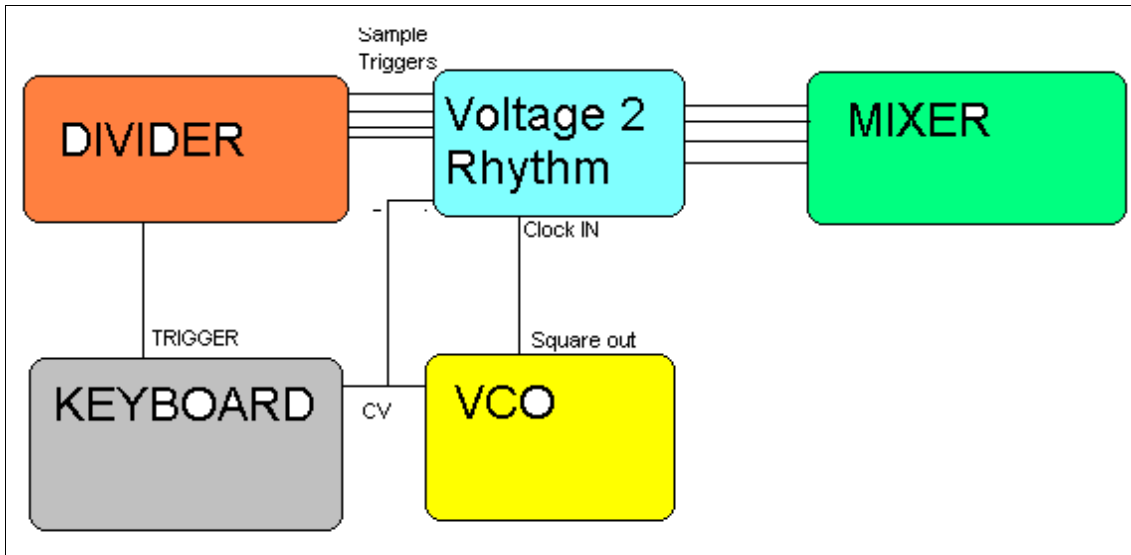 Sample
Triggers
DIVIDER
Voltage 2
Rhythm
MIXER
Clock IN
TRIGGER
Square out
KEYBOARD
CV
VCO